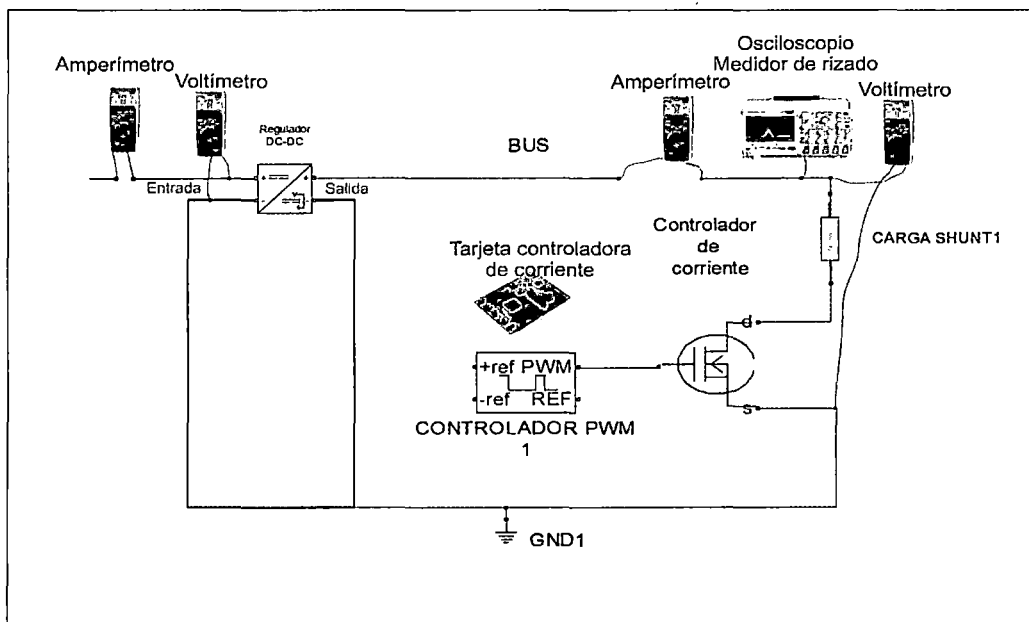 Osciloscopio
Medidor de rizado
Amperímetro
Voltímetro
Amperímetro
Voltímetro
Regulador
DC-DC
BUS
Entrada
Salida
Tarjeta controladora
de corriente
Controlador
de
corriente
CARGA SHUNT1
d
+ref PWM
-ref REF
s
CONTROLADOR PWM
1
GND1